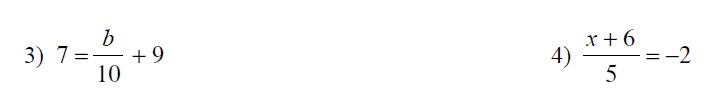 3) 7 = b/10 + 9
4) x + 6/5 = −2